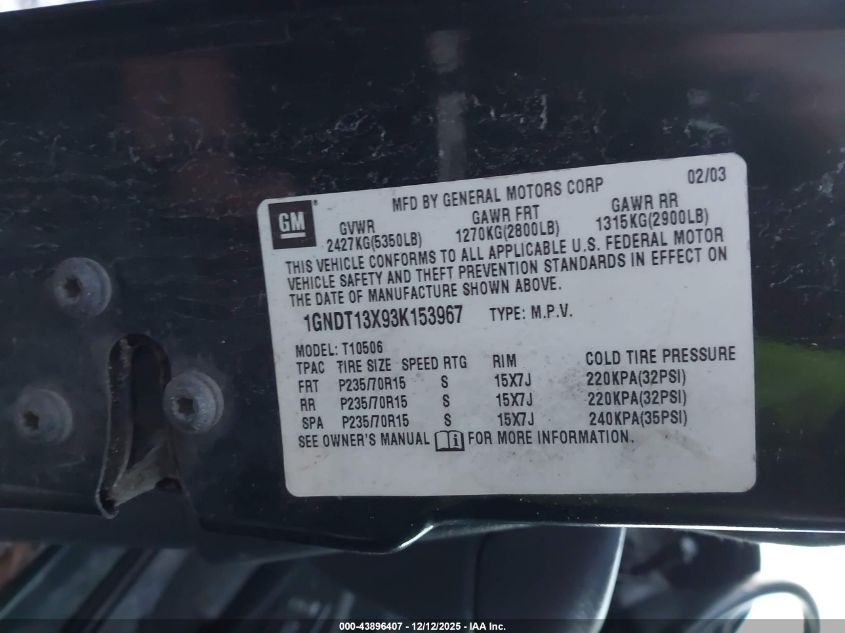 GM
MFD BY GENERAL MOTORS CORP 02/03
GVWR GAWR FRT GAWR RR
2427KG(5350LB) 1270KG(2800LB) 1315KG(2900LB)
THIS VEHICLE CONFORMS TO ALL APPLICABLE U.S. FEDERAL MOTOR
VEHICLE SAFETY AND THEFT PREVENTION STANDARDS IN EFFECT ON
THE DATE OF MANUFACTURE SHOWN ABOVE.
1GNDT13X93K153967 TYPE: M.P.V.
MODEL: T10506
TPAC TIRE SIZE SPEED RTG RIM COLD TIRE PRESSURE
FRT P235/70R15 S 15X7J 220KPA(32PSI)
RR P235/70R15 S 15X7J 220KPA(32PSI)
SPA P235/70R15 S 15X7J 240KPA(35PSI)
SEE OWNER'S MANUAL i FOR MORE INFORMATION.
000-43896407 - 12/12/2025 - IAA Inc.